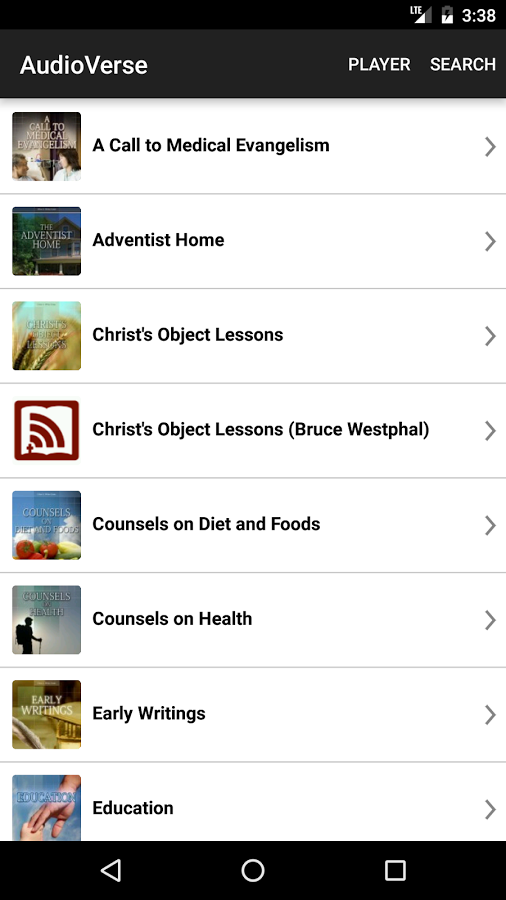 LTE 3:38
AudioVerse PLAYER SEARCH
A
CALL TO
MEDICAL
EVANGELISM
A Call to Medical Evangelism
THE
ADVENTIST
HOME
Adventist Home
CHRIST'S
OBJECT
LESSONS
Christ's Object Lessons
Christ's Object Lessons (Bruce Westphal)
COUNSELS
ON
DIET AND FOODS
Counsels on Diet and Foods
COUNSELS
HEALTH
Counsels on Health
EARLY
WRITINGS
Early Writings
EDUCATION
Education